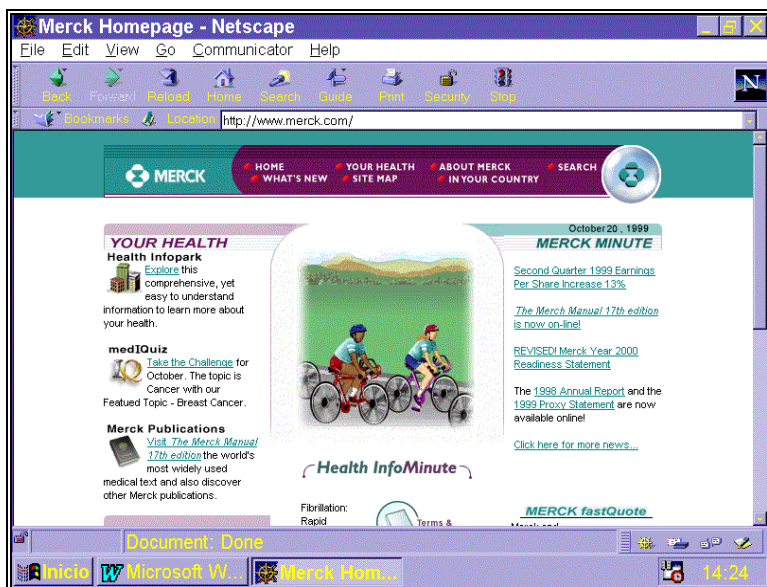 Merck Homepage - Netscape
File Edit View Go Communicator Help
Back Forward Reload Home Search Guide Print Security Stop
N
Bookmarks Location: http://www.merck.com/
MERCK
HOME YOUR HEALTH ABOUT MERCK SEARCH
WHAT'S NEW SITE MAP IN YOUR COUNTRY
October 20 , 1999
YOUR HEALTH
Health Infopark
Explore this
comprehensive, yet
easy to understand
information to learn more about
your health.
medIQuiz
IQ
Take the Challenge for
October. The topic is
Cancer with our
Featued Topic - Breast Cancer.
Merck Publications
Visit The Merck Manual
17th edition the world's
most widely used
medical text and also discover
other Merck publications.
Health InfoMinute
Fibrillation:
Rapid
Terms &
MERCK MINUTE
Second Quarter 1999 Earnings
Per Share Increase 13%
The Merck Manual 17th edition
is now on-line!
REVISED! Merck Year 2000
Readiness Statement
The 1998 Annual Report and the
1999 Proxy Statement are now
available online!
Click here for more news...
MERCK fastQuote
Document: Done
Inicio Microsoft W... Merck Hom... 14:24